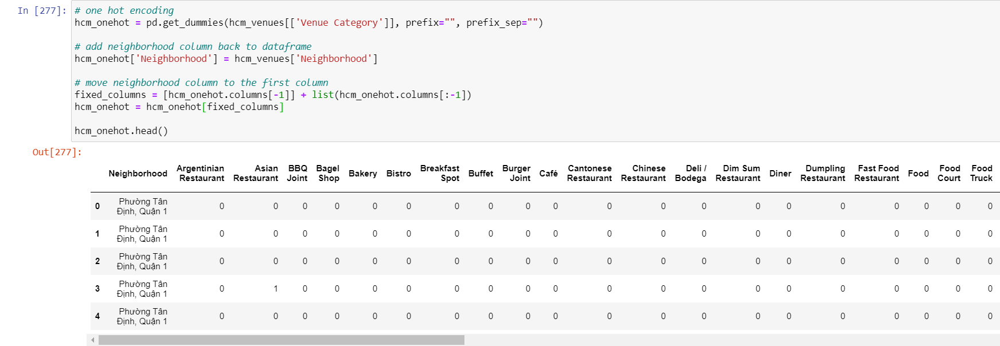 In [277]:
# one hot encoding
hcm_onehot = pd.get_dummies(hcm_venues[['Venue Category']], prefix="", prefix_sep="")
# add neighborhood column back to dataframe
hcm_onehot['Neighborhood'] = hcm_venues['Neighborhood']
# move neighborhood column to the first column
fixed_columns = [hcm_onehot.columns[-1]] + list(hcm_onehot.columns[:-1])
hcm_onehot = hcm_onehot[fixed_columns]
hcm_onehot.head()
Out[277]:
Neighborhood Argentinian Restaurant Asian Restaurant BBQ Joint Bagel Shop Bakery Bistro Breakfast Spot Buffet Burger Joint Café Cantonese Restaurant Chinese Restaurant Deli / Bodega Dim Sum Restaurant Diner Dumpling Restaurant Fast Food Restaurant Food Food Court Food Truck
0 Phường Tân Định, Quận 1 0 0 0 0 0 0 0 0 0 0 0 0 0 0 0 0 0 0 0 0
1 Phường Tân Định, Quận 1 0 0 0 0 0 0 0 0 0 0 0 0 0 0 0 0 0 0 0 0
2 Phường Tân Định, Quận 1 0 0 0 0 0 0 0 0 0 0 0 0 0 0 0 0 0 0 0 0
3 Phường Tân Định, Quận 1 0 1 0 0 0 0 0 0 0 0 0 0 0 0 0 0 0 0 0 0
4 Phường Tân Định, Quận 1 0 0 0 0 0 0 0 0 0 0 0 0 0 0 0 0 0 0 0 0